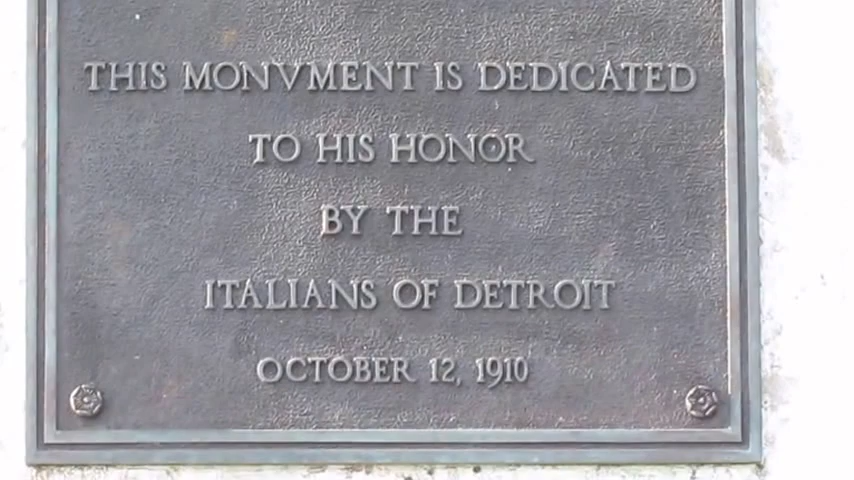 THIS MONVMENT IS DEDICATED
TO HIS HONOR
BY THE
ITALIANS OF DETROIT
OCTOBER 12, 1910